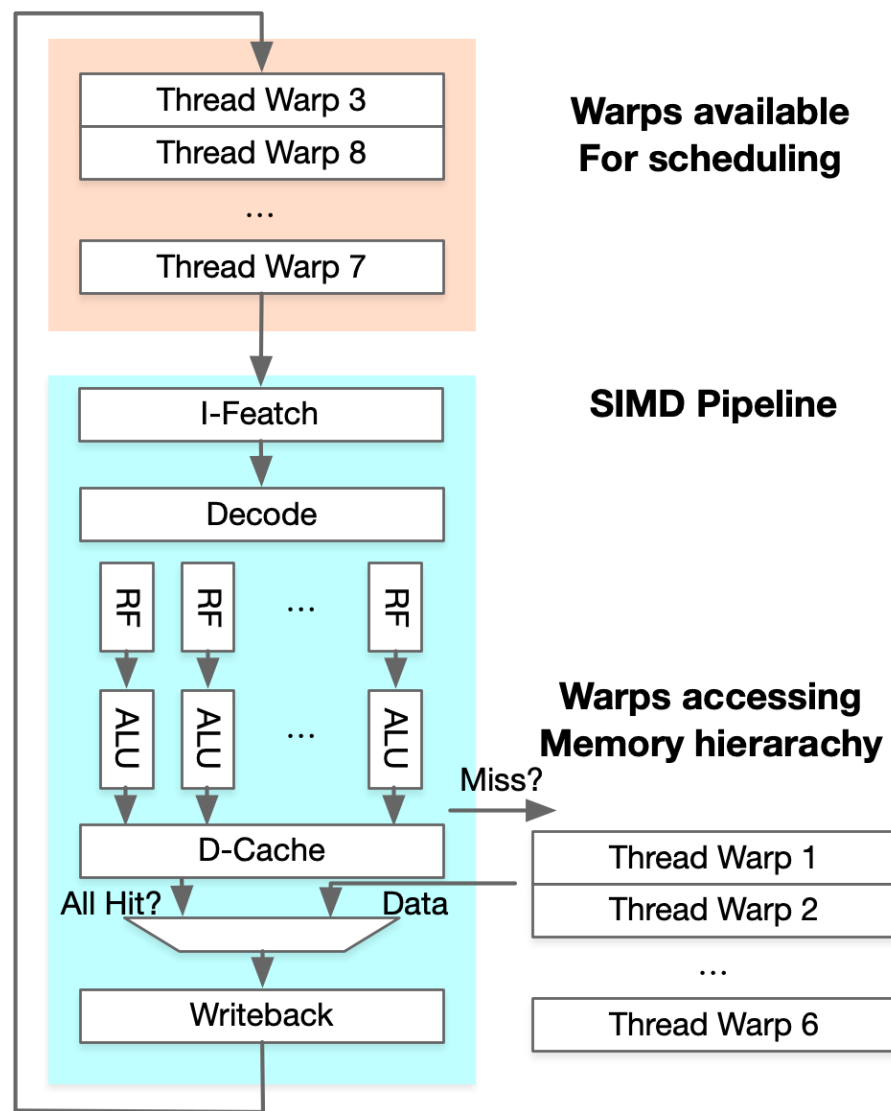 Thread Warp 3
Thread Warp 8
...
Thread Warp 7
Warps available
For scheduling
I-Featch
SIMD Pipeline
Decode
RF RF ... RF
ALU ALU ... ALU
Warps accessing
Memory hierarachy
Miss?
D-Cache
All Hit? Data
Thread Warp 1
Thread Warp 2
...
Thread Warp 6
Writeback